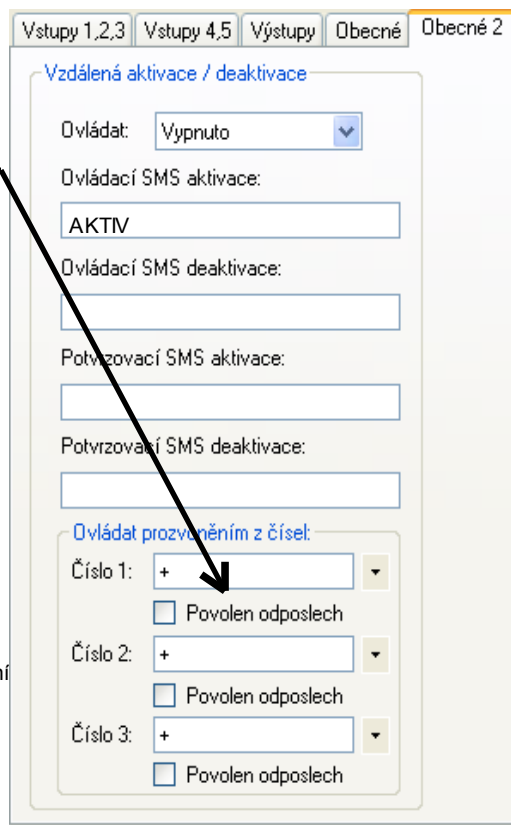 Vstupy 1,2,3 Vstupy 4,5 Výstupy Obecné Obecné 2
Vzdálená aktivace / deaktivace
Ovládat: Vypnuto
Ovládací SMS aktivace:
AKTIV
Ovládací SMS deaktivace:
Potvrzovací SMS aktivace:
Potvrzovací SMS deaktivace:
Ovládat prozvoněním z čísel:
Číslo 1: +
Povolen odposlech
Číslo 2: +
ní
Povolen odposlech
Číslo 3: +
Povolen odposlech